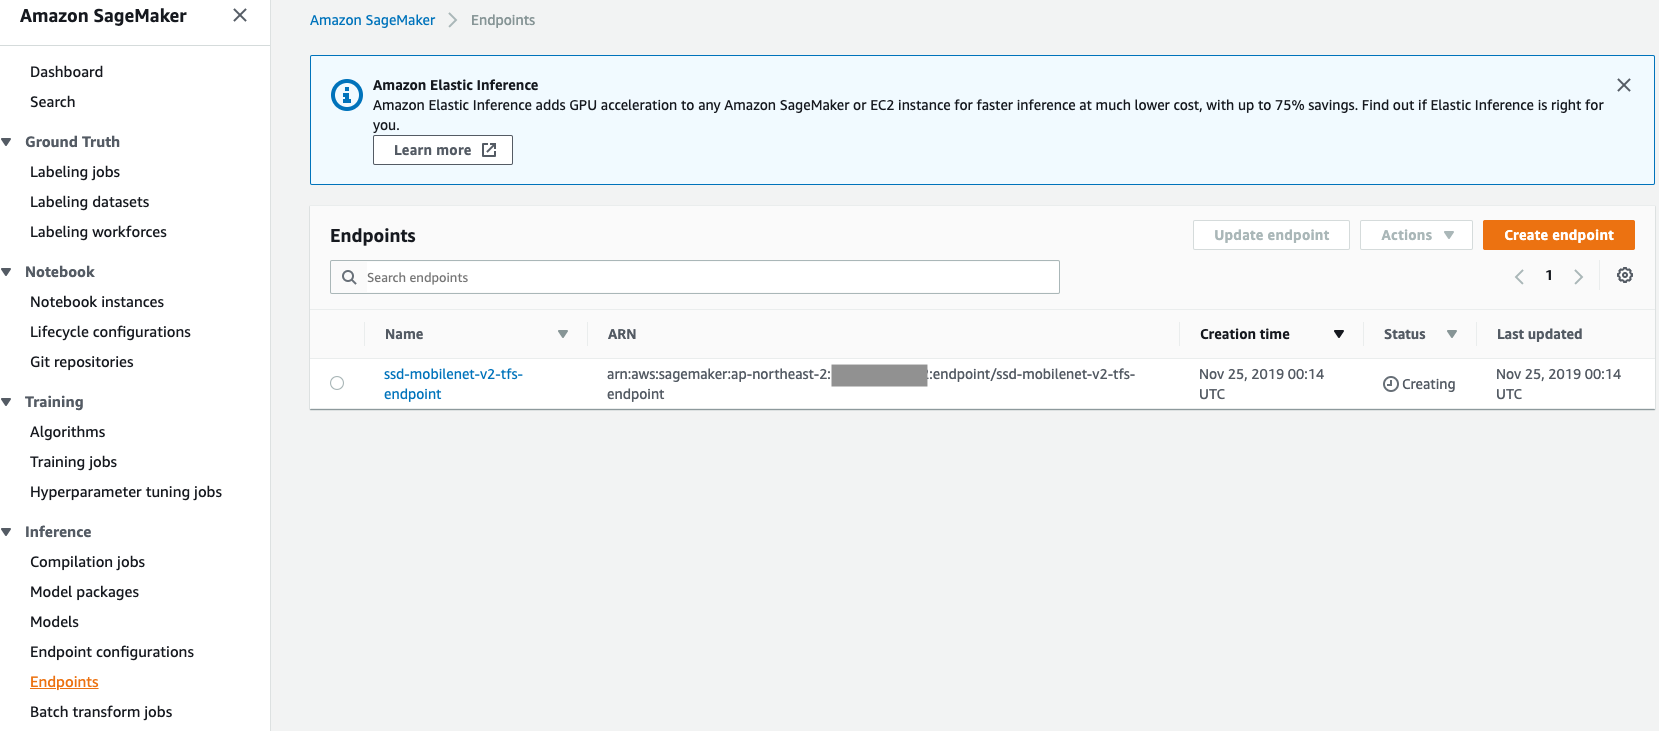 Amazon SageMaker
Dashboard
Search
Ground Truth
Labeling jobs
Labeling datasets
Labeling workforces
Notebook
Notebook instances
Lifecycle configurations
Git repositories
Training
Algorithms
Training jobs
Hyperparameter tuning jobs
Inference
Compilation jobs
Model packages
Models
Endpoint configurations
Endpoints
Batch transform jobs
Amazon SageMaker > Endpoints
Amazon Elastic Inference
Amazon Elastic Inference adds GPU acceleration to any Amazon SageMaker or EC2 instance for faster inference at much lower cost, with up to 75% savings. Find out if Elastic Inference is right for
you.
Learn more
Endpoints
Update endpoint
Actions
Create endpoint
Search endpoints
1
Name
ARN
Creation time
Status
Last updated
ssd-mobilenet-v2-tfs-
endpoint
arn:aws:sagemaker:ap-northeast-2: :endpoint/ssd-mobilenet-v2-tfs-
endpoint
Nov 25, 2019 00:14
UTC
Creating
Nov 25, 2019 00:14
UTC